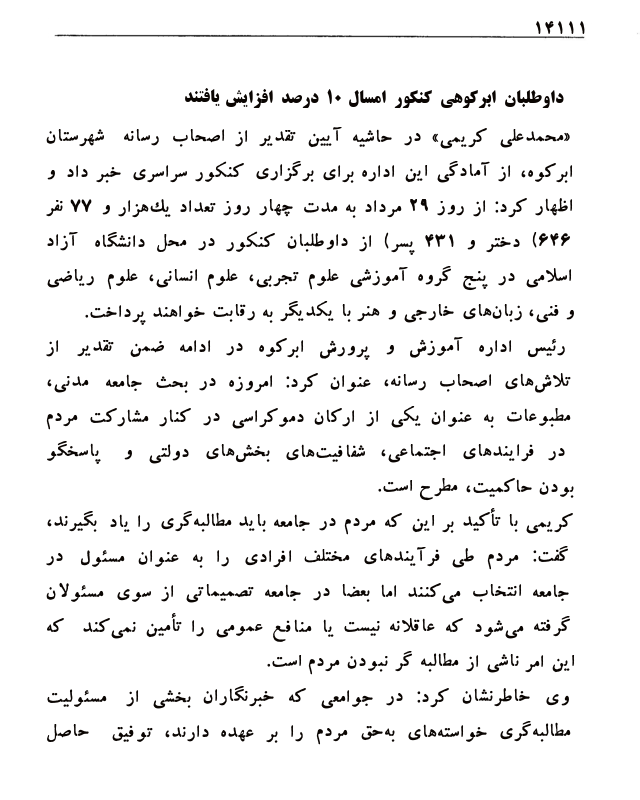 ۱۴۱۱۱
داوطلبان ابرکوهی کنکور امسال ۱۰ درصد افزایش یافتند
«محمدعلی کریمی» در حاشیه آیین تقدیر از اصحاب رسانه شهرستان
ابرکوه، از آمادگی این اداره برای برگزاری کنکور سراسری خبر داد و
اظهار کرد: از روز ۲۹ مرداد به مدت چهار روز تعداد یك‌هزار و ۷۷ نفر
(۶۴۶ دختر و ۴۳۱ پسر) از داوطلبان کنکور در محل دانشگاه آزاد
اسلامی در پنج گروه آموزشی علوم تجربی، علوم انسانی، علوم ریاضی
و فنی، زبان‌های خارجی و هنر با یکدیگر به رقابت خواهند پرداخت.
رئیس اداره آموزش و پرورش ابرکوه در ادامه ضمن تقدیر از
تلاش‌های اصحاب رسانه، عنوان کرد: امروزه در بحث جامعه مدنی،
مطبوعات به عنوان یکی از ارکان دموکراسی در کنار مشارکت مردم
در فرایندهای اجتماعی، شفافیت‌های بخش‌های دولتی و پاسخگو
بودن حاکمیت، مطرح است.
کریمی با تأکید بر این که مردم در جامعه باید مطالبه‌گری را یاد بگیرند،
گفت: مردم طی فرآیندهای مختلف افرادی را به عنوان مسئول در
جامعه انتخاب می‌کنند اما بعضا در جامعه تصمیماتی از سوی مسئولان
گرفته می‌شود که عاقلانه نیست یا منافع عمومی را تأمین نمی‌کند که
این امر ناشی از مطالبه گر نبودن مردم است.
وی خاطرنشان کرد: در جوامعی که خبرنگاران بخشی از مسئولیت
مطالبه‌گری خواسته‌های به‌حق مردم را بر عهده دارند، توفیق حاصل